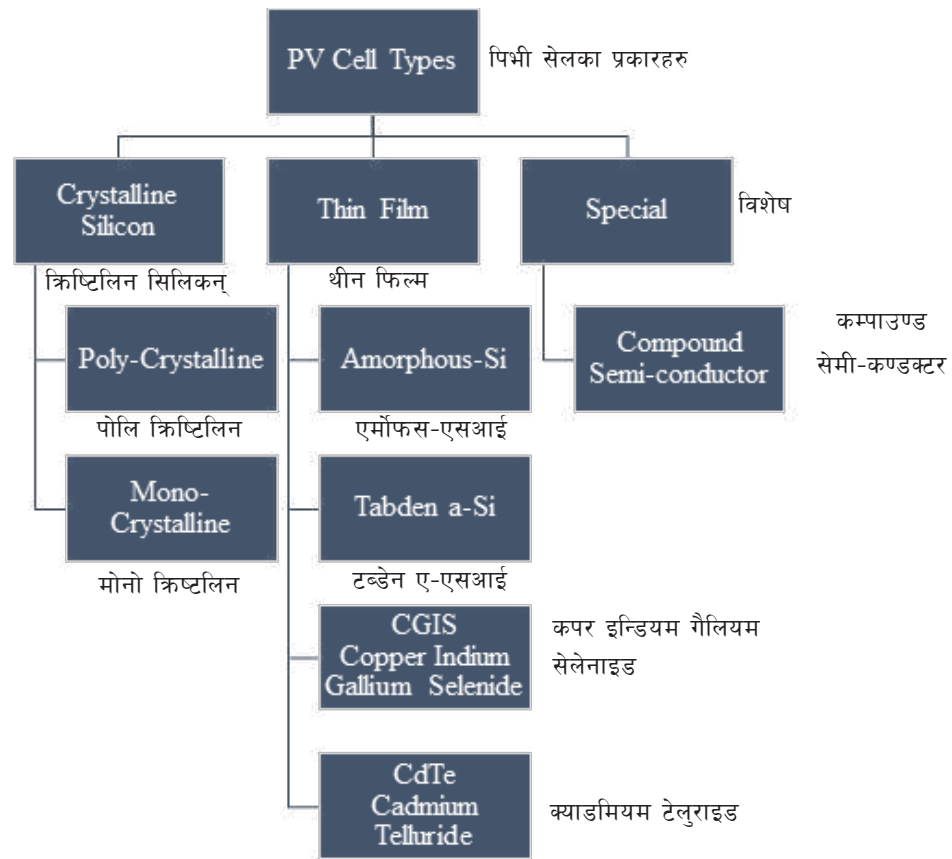 PV Cell Types
पिभी सेलका प्रकारहरु
Crystalline
Silicon
क्रिष्टिलिन सिलिकन्
Thin Film
थीन फिल्म
Special
विशेष
Poly-Crystalline
पोलि क्रिष्टिलिन
Amorphous-Si
एर्मोफस-एसआई
Compound
Semi-conductor
कम्पाउण्ड
सेमी-कण्डक्टर
Mono-
Crystalline
मोनो क्रिष्टलिन
Tabden a-Si
टब्डेन ए-एसआई
CGIS
Copper Indium
Gallium Selenide
कपर इन्डियम गैलियम
सेलेनाइड
CdTe
Cadmium
Telluride
क्याडमियम टेलुराइड